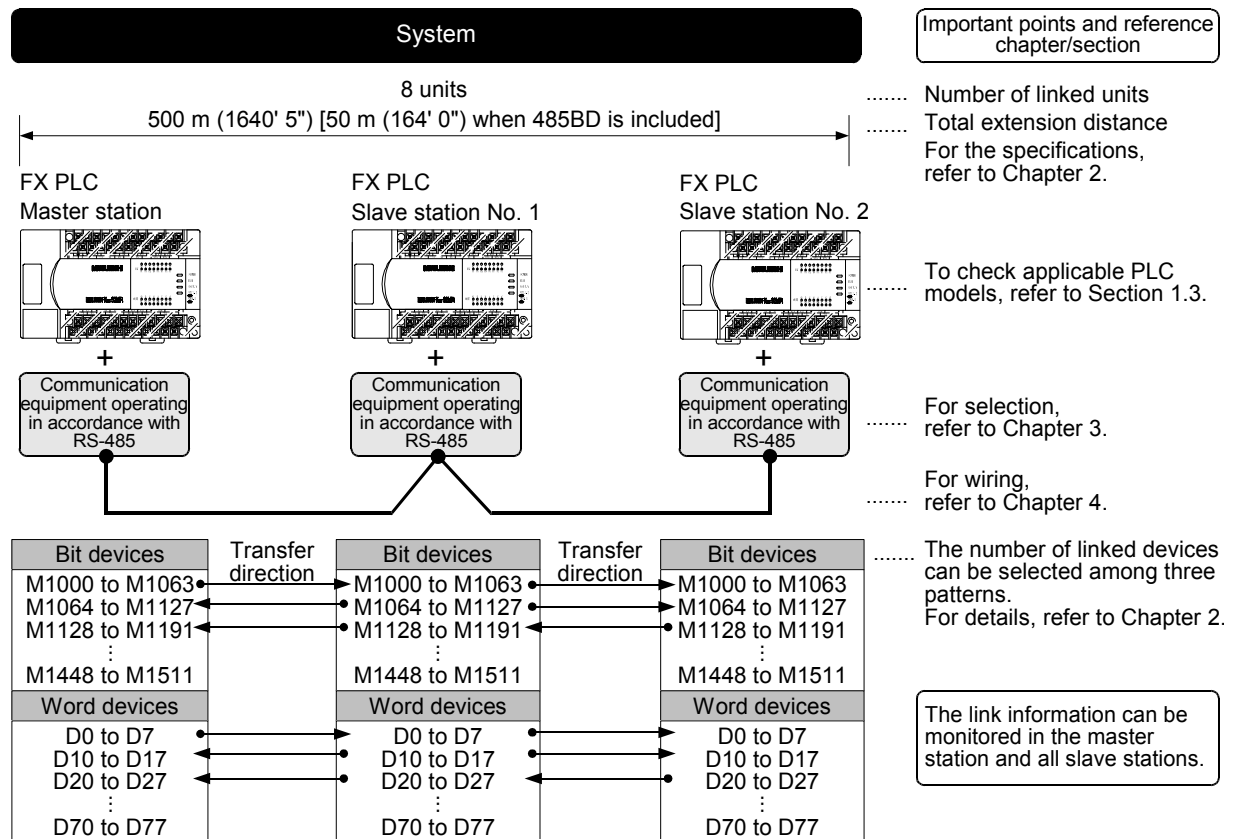 System
Important points and reference
chapter/section
8 units
500 m (1640' 5") [50 m (164' 0") when 485BD is included]
....... Number of linked units
....... Total extension distance
For the specifications,
refer to Chapter 2.
FX PLC
Master station
FX PLC
Slave station No. 1
FX PLC
Slave station No. 2
....... To check applicable PLC
models, refer to Section 1.3.
+
+
+
Communication
equipment operating
in accordance with
RS-485
Communication
equipment operating
in accordance with
RS-485
Communication
equipment operating
in accordance with
RS-485
....... For selection,
refer to Chapter 3.
....... For wiring,
refer to Chapter 4.
Bit devices
M1000 to M1063
M1064 to M1127
M1128 to M1191
⋮
M1448 to M1511
Word devices
D0 to D7
D10 to D17
D20 to D27
⋮
D70 to D77
Transfer
direction
Bit devices
M1000 to M1063
M1064 to M1127
M1128 to M1191
⋮
M1448 to M1511
Word devices
D0 to D7
D10 to D17
D20 to D27
⋮
D70 to D77
Transfer
direction
Bit devices
M1000 to M1063
M1064 to M1127
M1128 to M1191
⋮
M1448 to M1511
Word devices
D0 to D7
D10 to D17
D20 to D27
⋮
D70 to D77
....... The number of linked devices
can be selected among three
patterns.
For details, refer to Chapter 2.
The link information can be
monitored in the master
station and all slave stations.